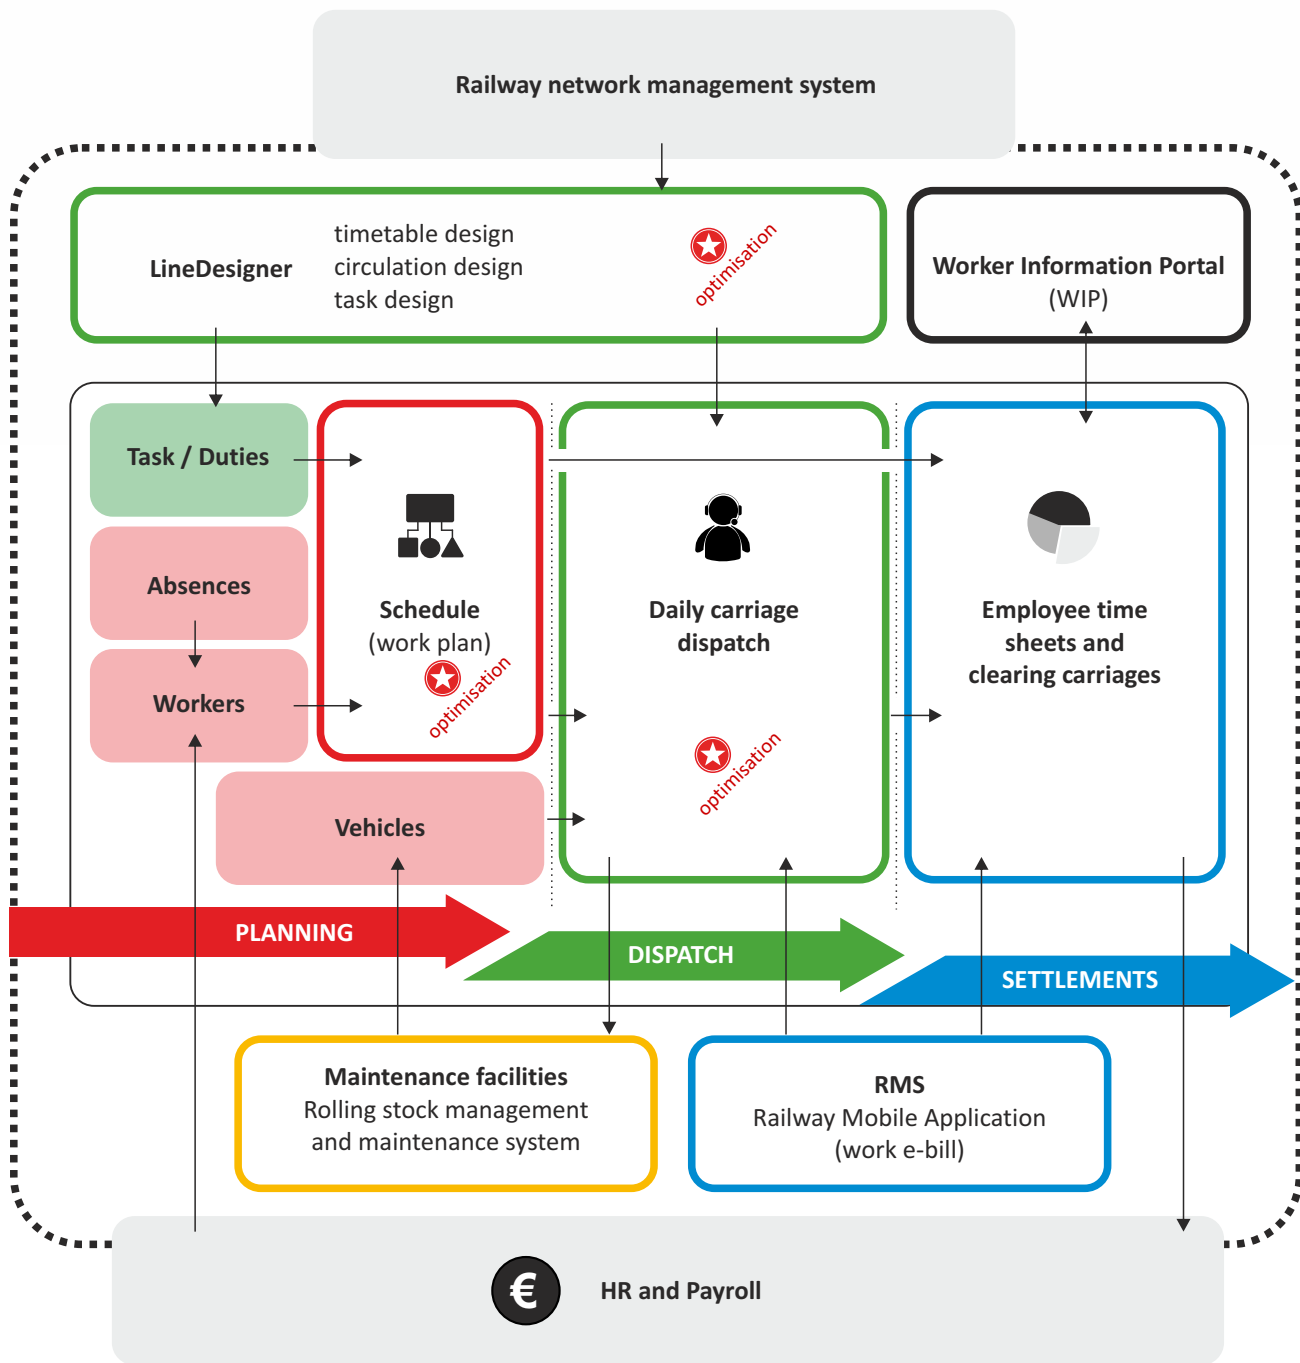 Railway network management system
LineDesigner
timetable design
circulation design
task design
optimisation
Worker Information Portal
(WIP)
Task / Duties
Absences
Workers
Schedule
(work plan)
optimisation
Vehicles
Daily carriage
dispatch
optimisation
Employee time
sheets and
clearing carriages
PLANNING
DISPATCH
SETTLEMENTS
Maintenance facilities
Rolling stock management
and maintenance system
RMS
Railway Mobile Application
(work e-bill)
€
HR and Payroll